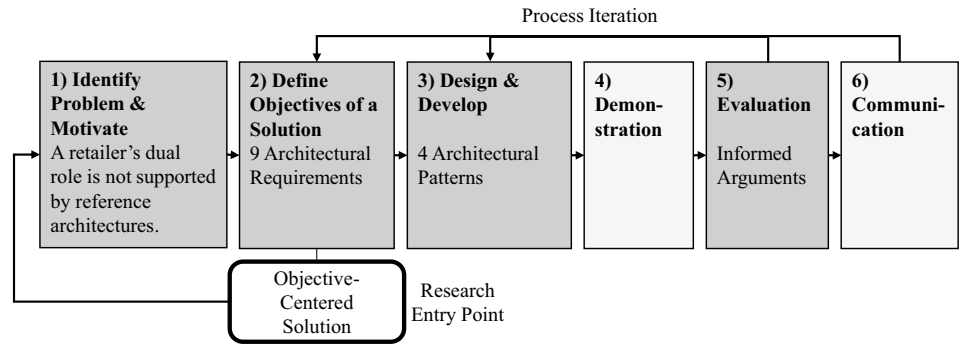 Process Iteration
1) Identify
Problem &
Motivate
A retailer's dual
role is not supported
by reference
architectures.
2) Define
Objectives of a
Solution
9 Architectural
Requirements
3) Design &
Develop
4 Architectural
Patterns
4)
Demon-
stration
5)
Evaluation
Informed
Arguments
6)
Communi-
cation
Objective-
Centered
Solution
Research
Entry Point